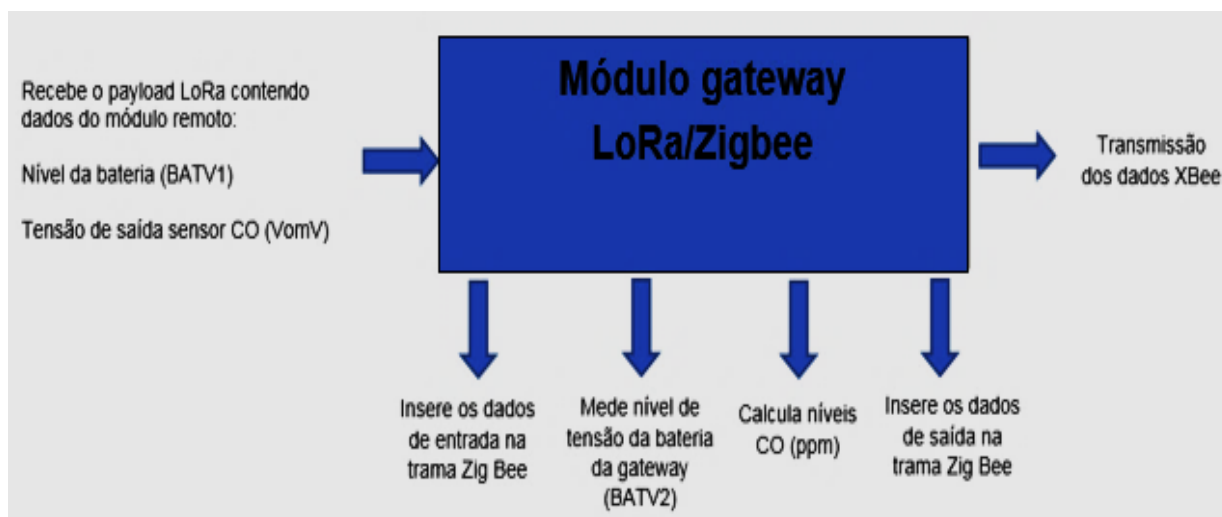 Recebe o payload LoRa contendo
dados do módulo remoto:
Nível da bateria (BATV1)
Tensão de saída sensor CO (VomV)
Módulo gateway
LoRa/Zigbee
Transmissão
dos dados XBee
Insere os dados
de entrada na
trama Zig Bee
Mede nível de
tensão da bateria
da gateway
(BATV2)
Calcula níveis
CO (ppm)
Insere os dados
de saída na
trama Zig Bee